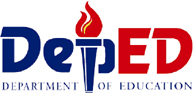 DepED
DEPARTMENT OF EDUCATION